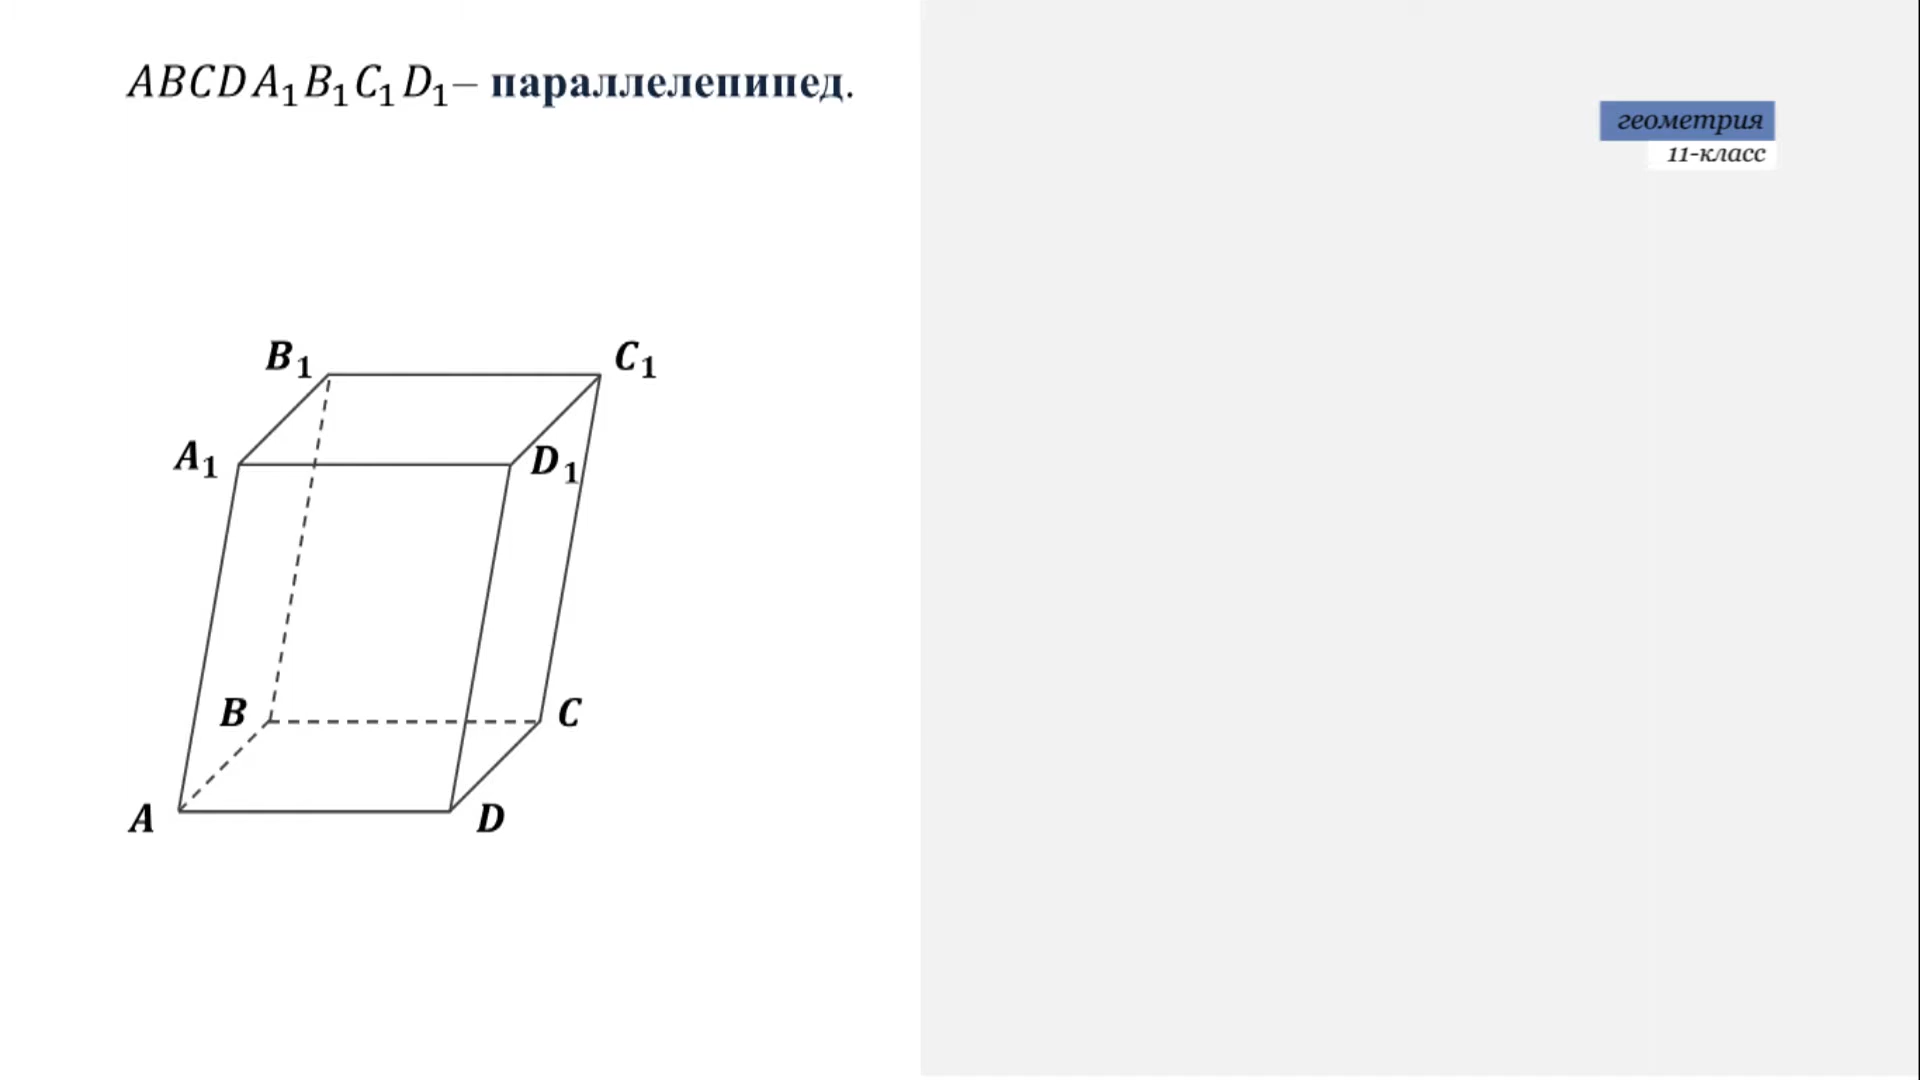 ABCDA₁B₁C₁D₁– параллелепипед.
геометрия
11-класс
B₁
C₁
A₁
D₁
B
C
A
D